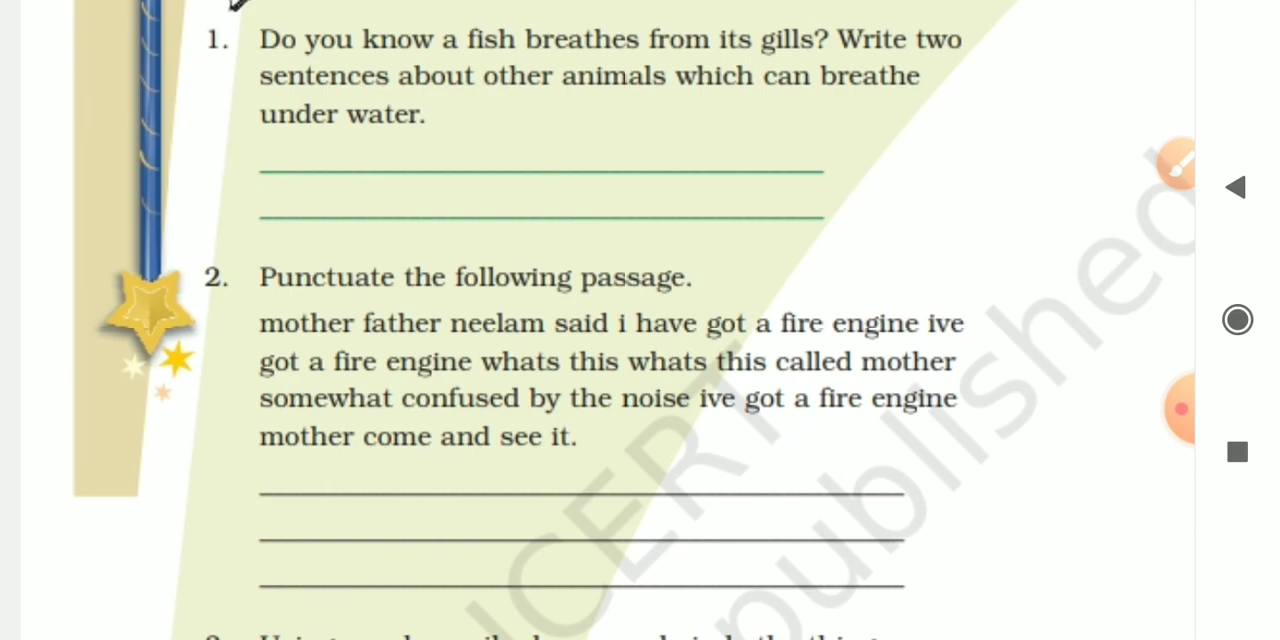 1. Do you know a fish breathes from its gills? Write two
sentences about other animals which can breathe
under water.
2. Punctuate the following passage.
mother father neelam said i have got a fire engine ive
got a fire engine whats this whats this called mother
somewhat confused by the noise ive got a fire engine
mother come and see it.
NCERT
published